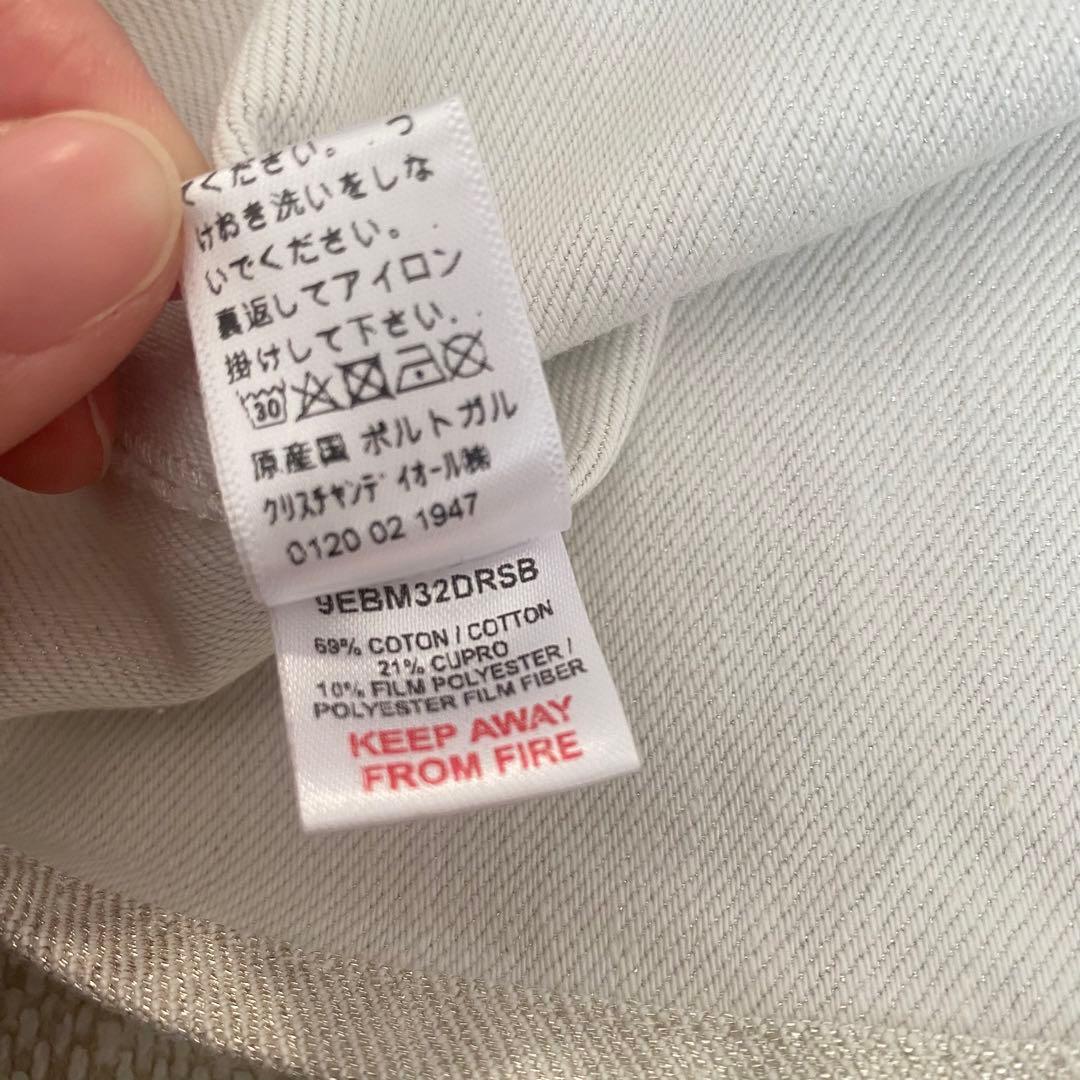 てください。.つ
けおき洗いをしな
いでください。.
裏返してアイロン
掛けして下さい..
30
原産国 ポルトガル
クリスチャンディオール㈱
0120 02 1947
9EBM32DRSB
69% COTON / COTTON
21% CUPRO
10% FILM POLYESTER /
POLYESTER FILM FIBER
KEEP AWAY
FROM FIRE